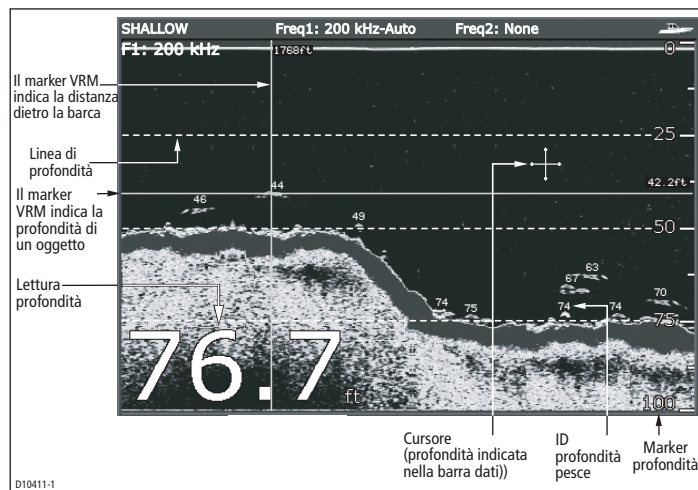 SHALLOW Freq1: 200 kHz-Auto Freq2: None
F1: 200 kHz
1768ft
0
Il marker VRM
indica la distanza
dietro la barca
Linea di
profondità
25
Il marker
VRM indica la
profondità di
un oggetto
42.2ft
46
44
49
50
Lettura
profondità
63
67
70
74
75
74
74
75
76.7 ft
100
Cursore
(profondità indicata
nella barra dati))
ID
profondità
pesce
Marker
profondità
D10411-1